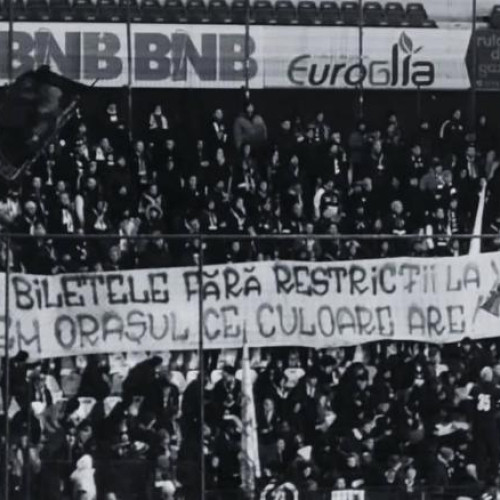 BNB BNB EUROGLIA
BILETELE FĂRĂ RESTRICȚII LA
ORAȘUL CE CULOARE ARE